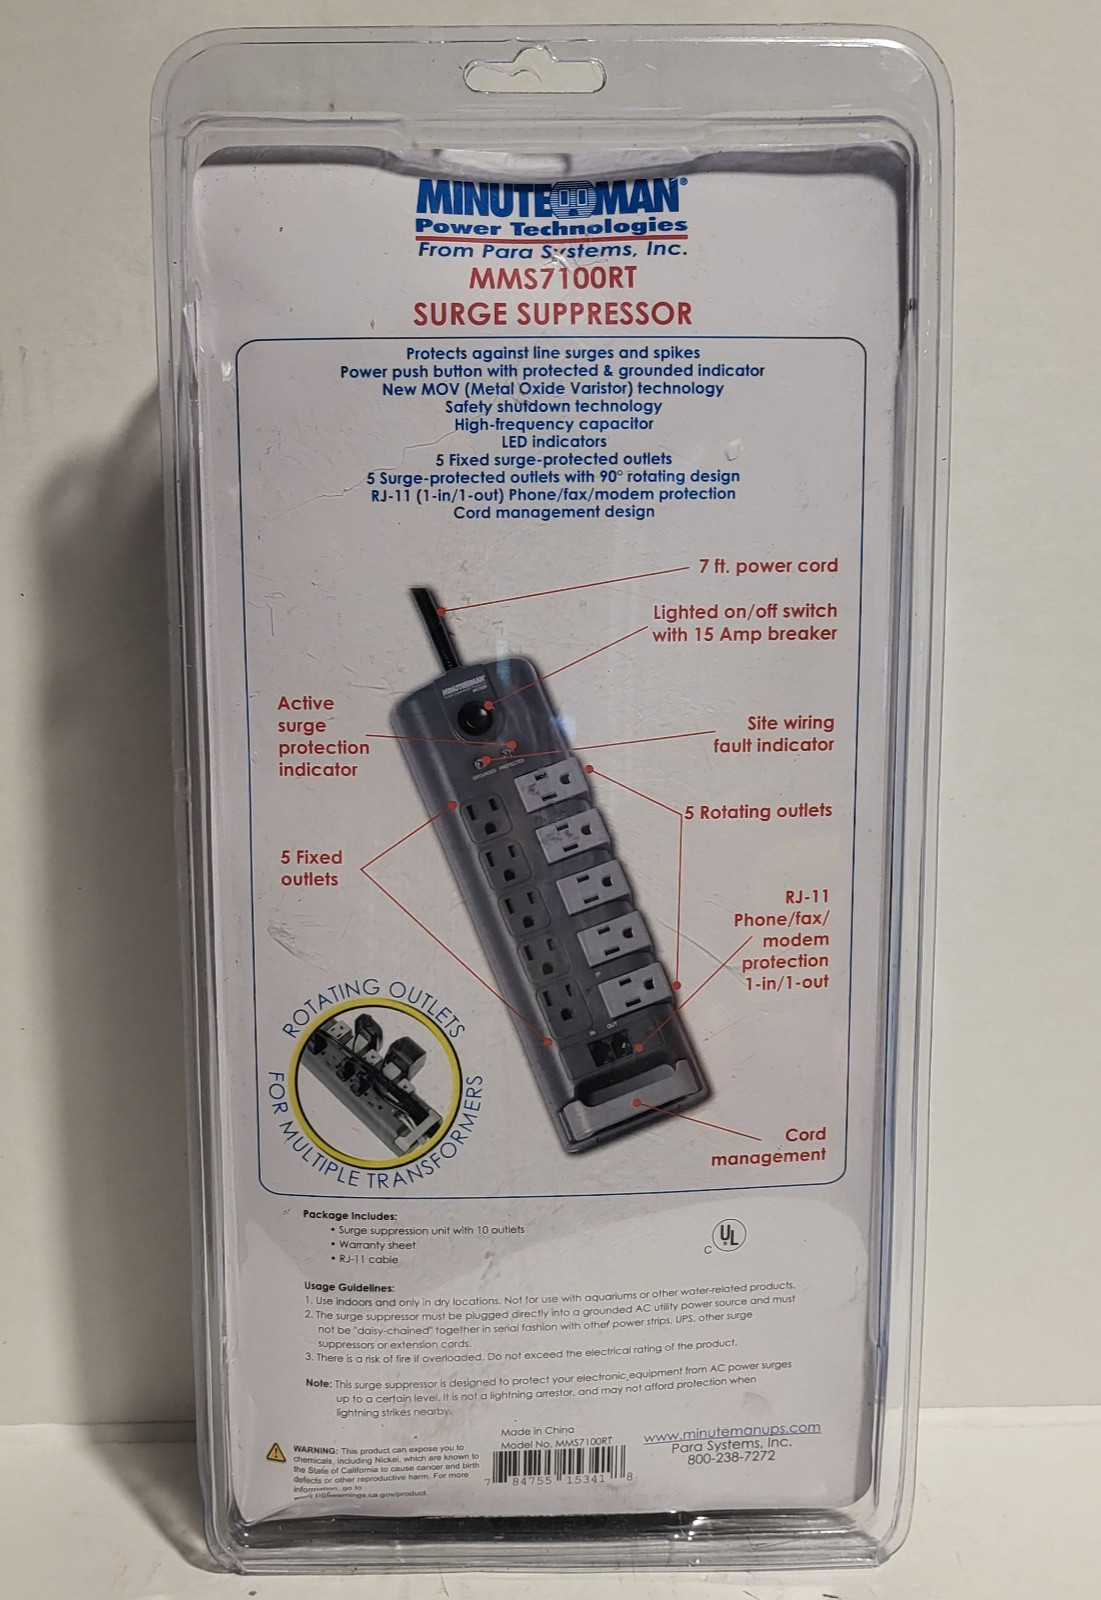 MINUTEMAN®
Power Technologies
From Para Systems, Inc.
MMS7100RT
SURGE SUPPRESSOR
Protects against line surges and spikes
Power push button with protected & grounded indicator
New MOV (Metal Oxide Varistor) technology
Safety shutdown technology
High-frequency capacitor
LED indicators
5 Fixed surge-protected outlets
5 Surge-protected outlets with 90° rotating design
RJ-11 (1-in/1-out) Phone/fax/modem protection
Cord management design
7 ft. power cord
Lighted on/off switch
with 15 Amp breaker
Active
surge
protection
indicator
Site wiring
fault indicator
MINUTEMAN
GROUNDED PROTECTED
5 Rotating outlets
5 Fixed
outlets
RJ-11
Phone/fax/
modem
protection
1-in/1-out
IN OUT
ROTATING OUTLETS
FOR MULTIPLE TRANSFORMERS
Cord
management
Package Includes:
• Surge suppression unit with 10 outlets
• Warranty sheet
• RJ-11 cable
C UL
Usage Guidelines:
1. Use indoors and only in dry locations. Not for use with aquariums or other water-related products.
2. The surge suppressor must be plugged directly into a grounded AC utility power source and must
not be "daisy-chained" together in serial fashion with other power strips, UPS, other surge
suppressors or extension cords.
3. There is a risk of fire if overloaded. Do not exceed the electrical rating of the product.
Note: This surge suppressor is designed to protect your electronic equipment from AC power surges
up to a certain level. It is not a lightning arrestor, and may not afford protection when
lightning strikes nearby.
WARNING: This product can expose you to
chemicals, including Nickel, which are known to
the State of California to cause cancer and birth
defects or other reproductive harm. For more
information, go to
www.P65warnings.ca.gov/product.
Made in China
Model No. MMS7100RT
7 84755 15341 8
www.minutemanups.com
Para Systems, Inc.
800-238-7272